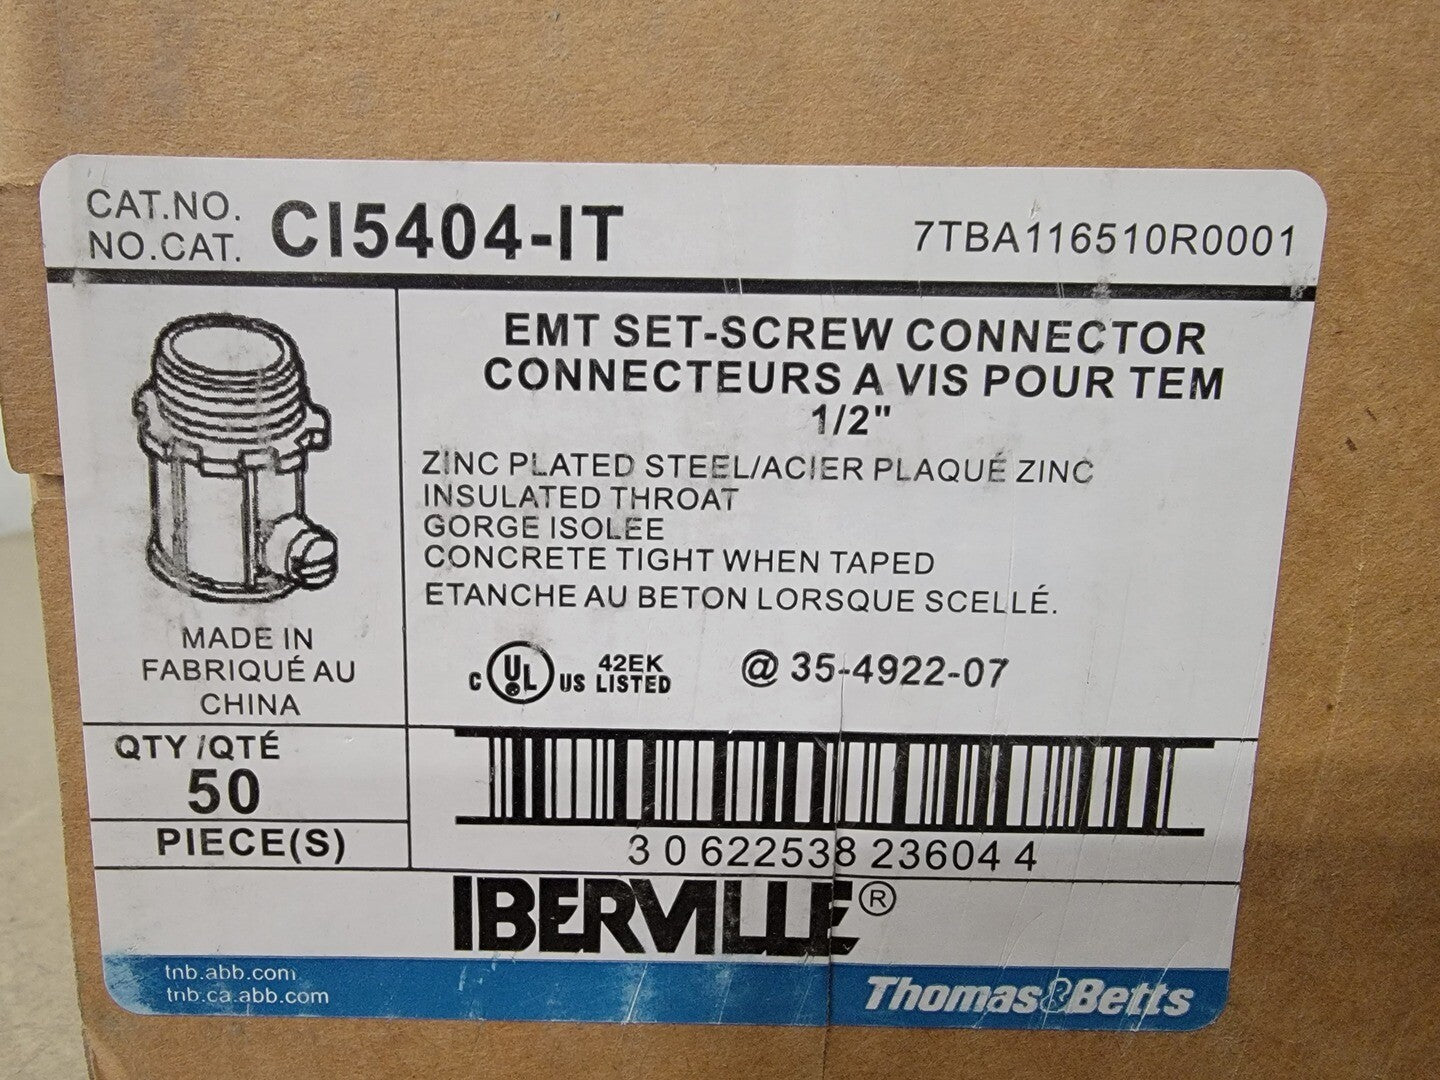 CAT.NO.
NO.CAT.
CI5404-IT
7TBA116510R0001
EMT SET-SCREW CONNECTOR
CONNECTEURS A VIS POUR TEM
1/2"
ZINC PLATED STEEL/ACIER PLAQUÉ ZINC
INSULATED THROAT
GORGE ISOLEE
CONCRETE TIGHT WHEN TAPED
ETANCHE AU BETON LORSQUE SCELLÉ.
MADE IN
FABRIQUÉ AU
CHINA
C UL US 42EK
LISTED
@ 35-4922-07
QTY /QTÉ
50
PIECE(S)
3 0 622538 23604 4
IBERVILLE®
tnb.abb.com
tnb.ca.abb.com
Thomas&Betts